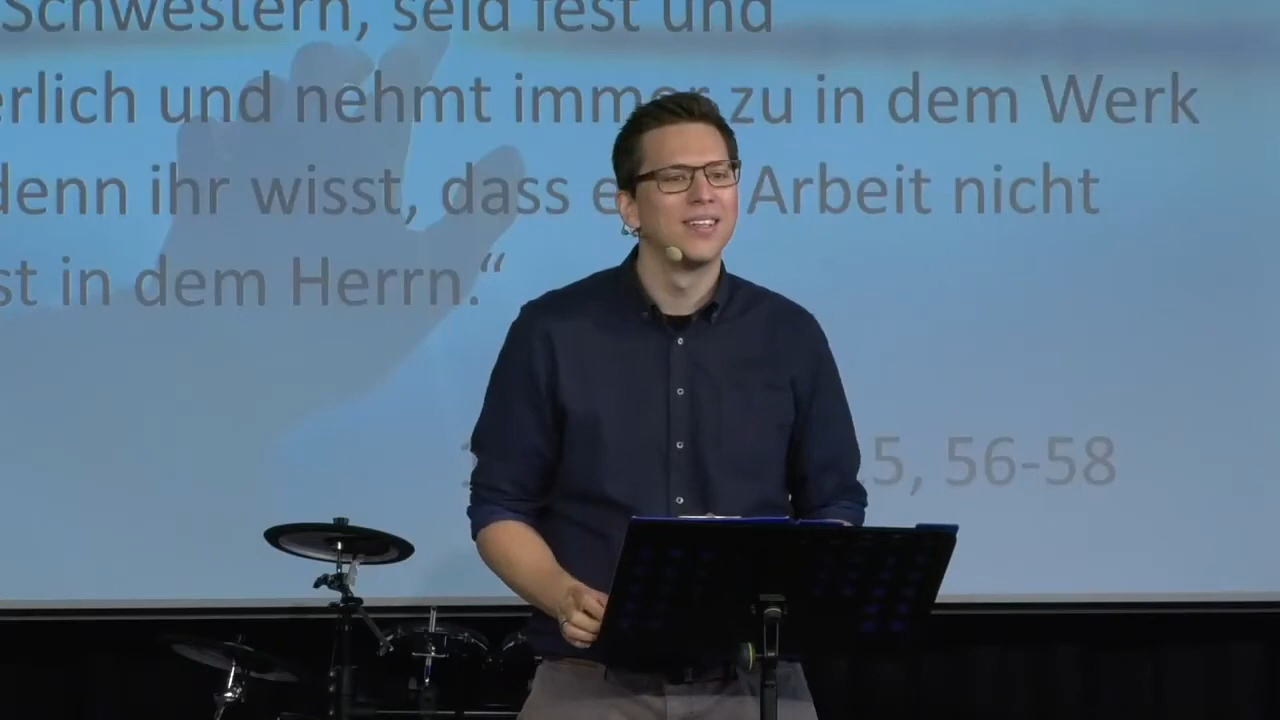 Schwestern, seid fest und
erlich und nehmt immer zu in dem Werk
denn ihr wisst, dass e Arbeit nicht
st in dem Herrn.“
5, 56-58